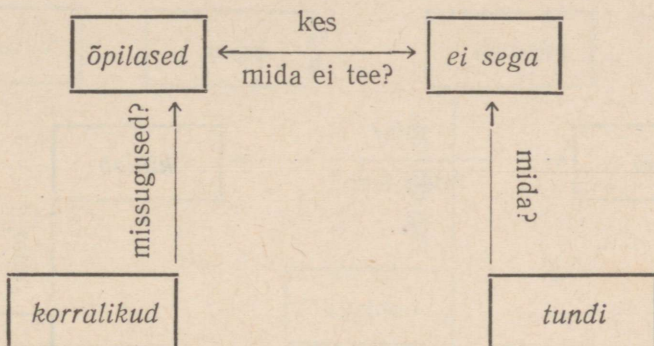 kes
õpilased
ei sega
mida ei tee?
missugused?
mida?
korralikud
tundi